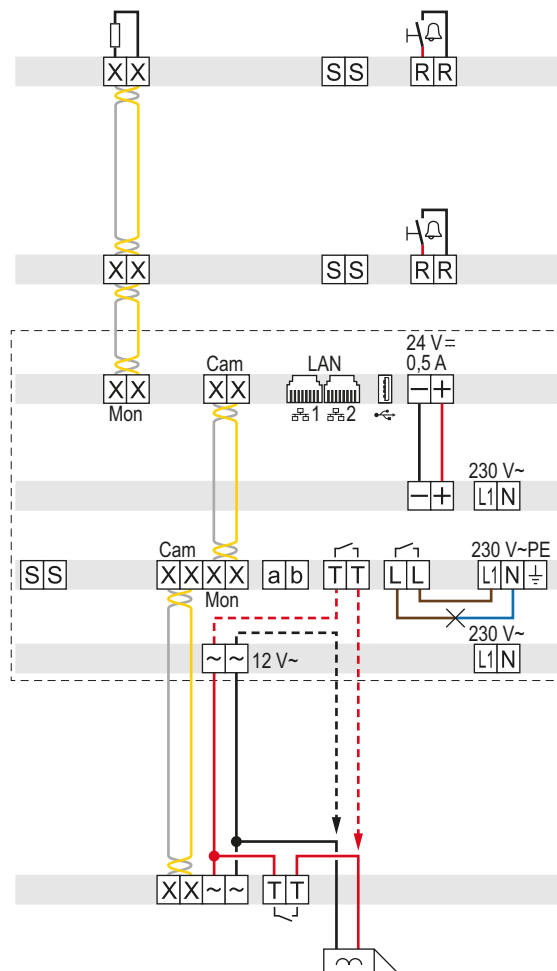 X X S S R R
X X S S R R
24 V⎓
Cam LAN 0,5 A
X X X X − +
Mon 1 2
230 V~
− + L1 N
Cam 230 V~PE
S S X X X X a b T T L L L1 N ⏚
Mon
230 V~
~ ~ 12 V~ L1 N
X X ~ ~ T T